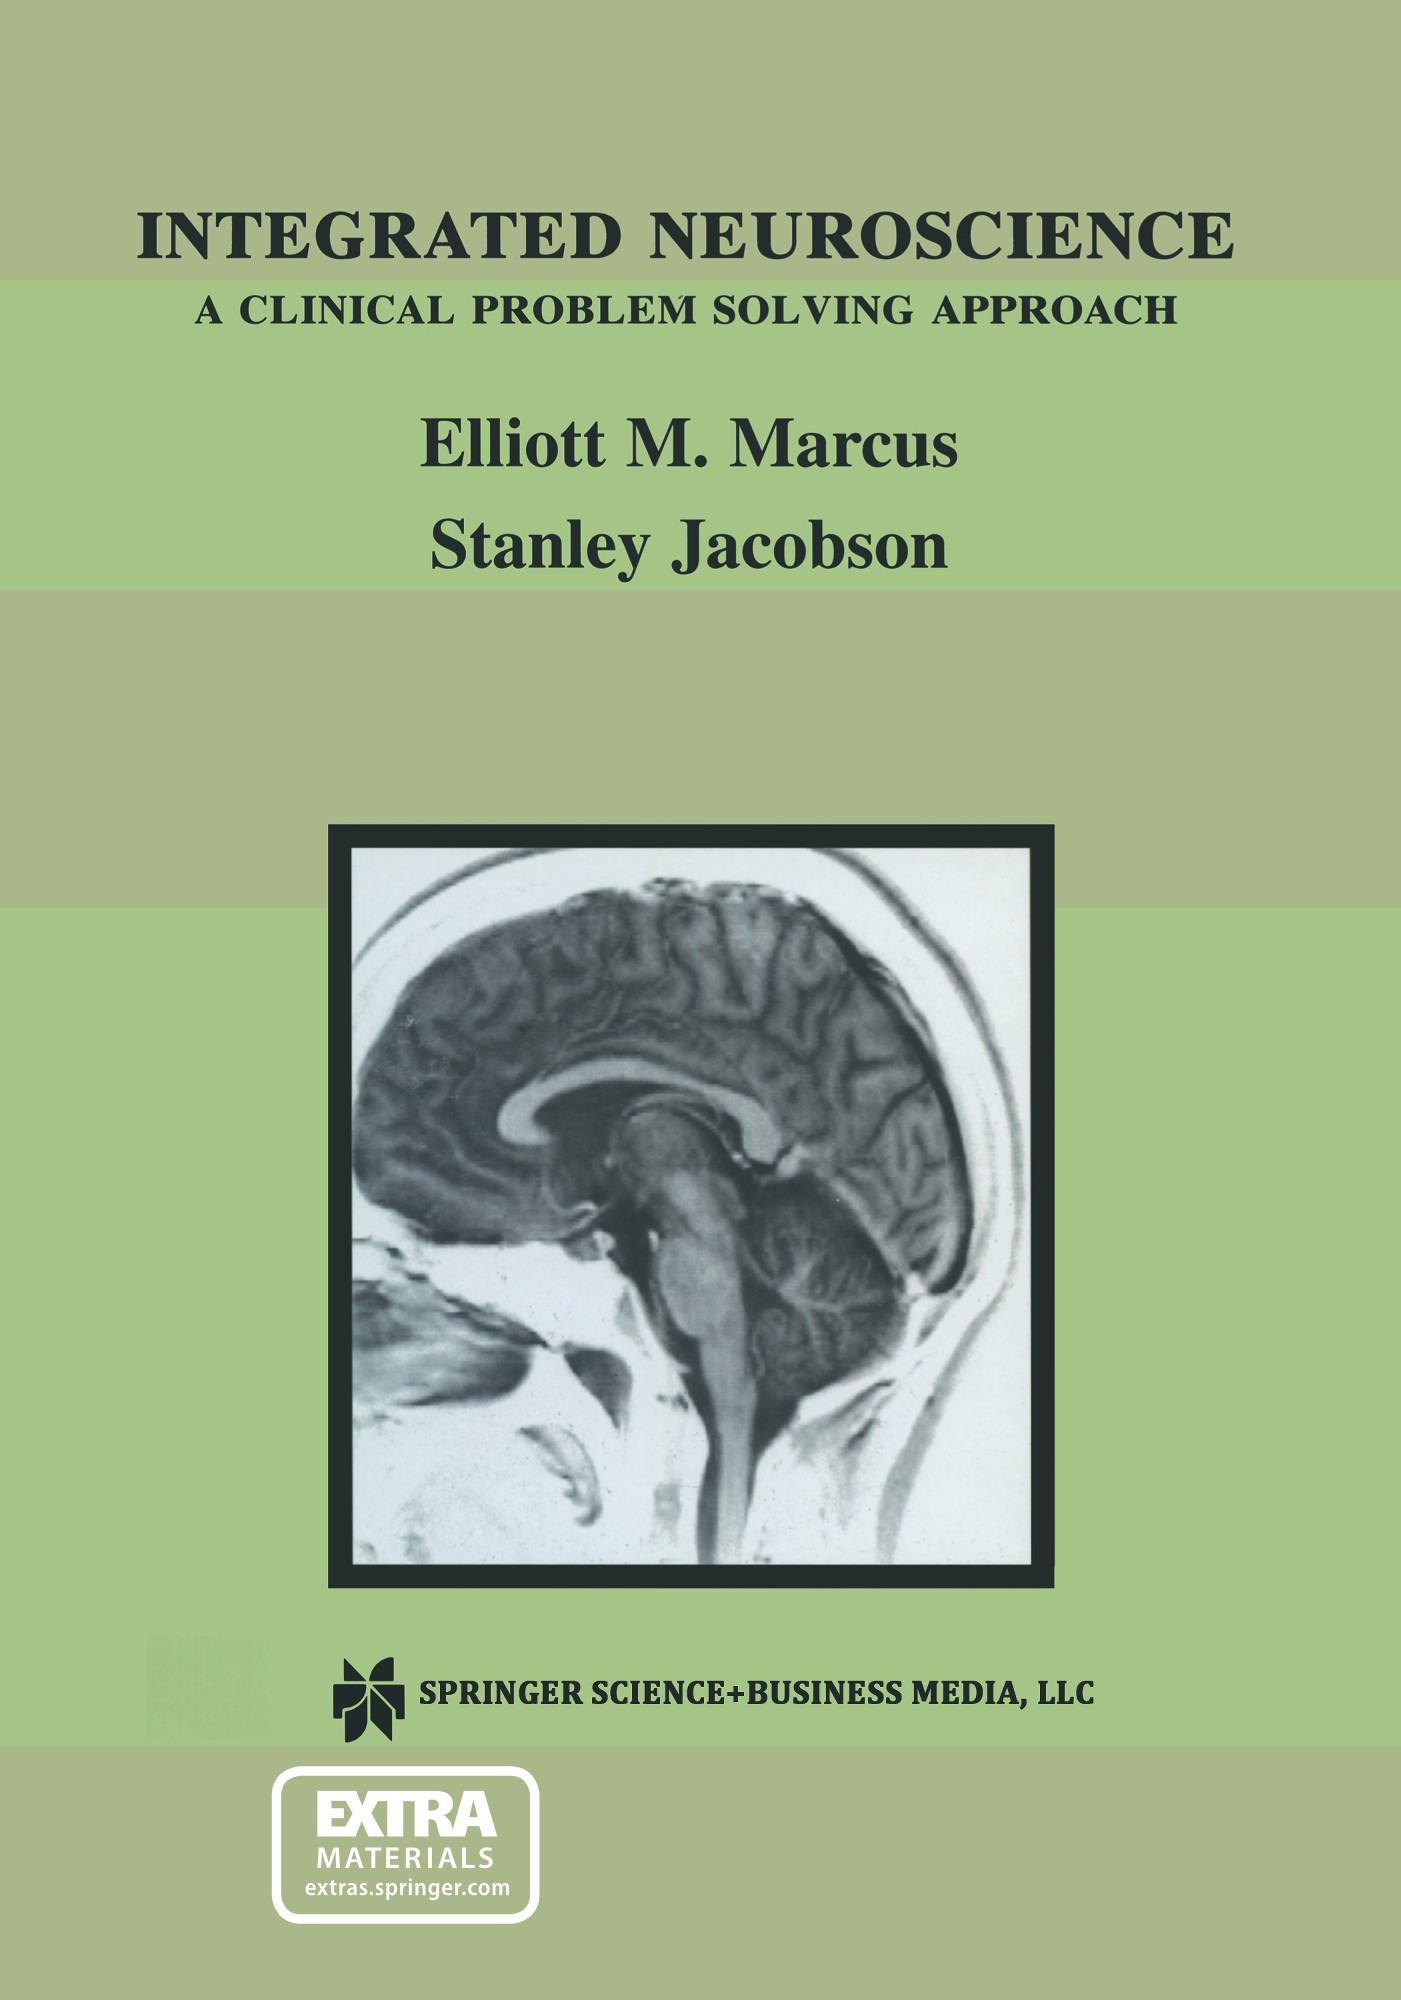 INTEGRATED NEUROSCIENCE
A CLINICAL PROBLEM SOLVING APPROACH
Elliott M. Marcus
Stanley Jacobson
SPRINGER SCIENCE+BUSINESS MEDIA, LLC
EXTRA
MATERIALS
extras.springer.com